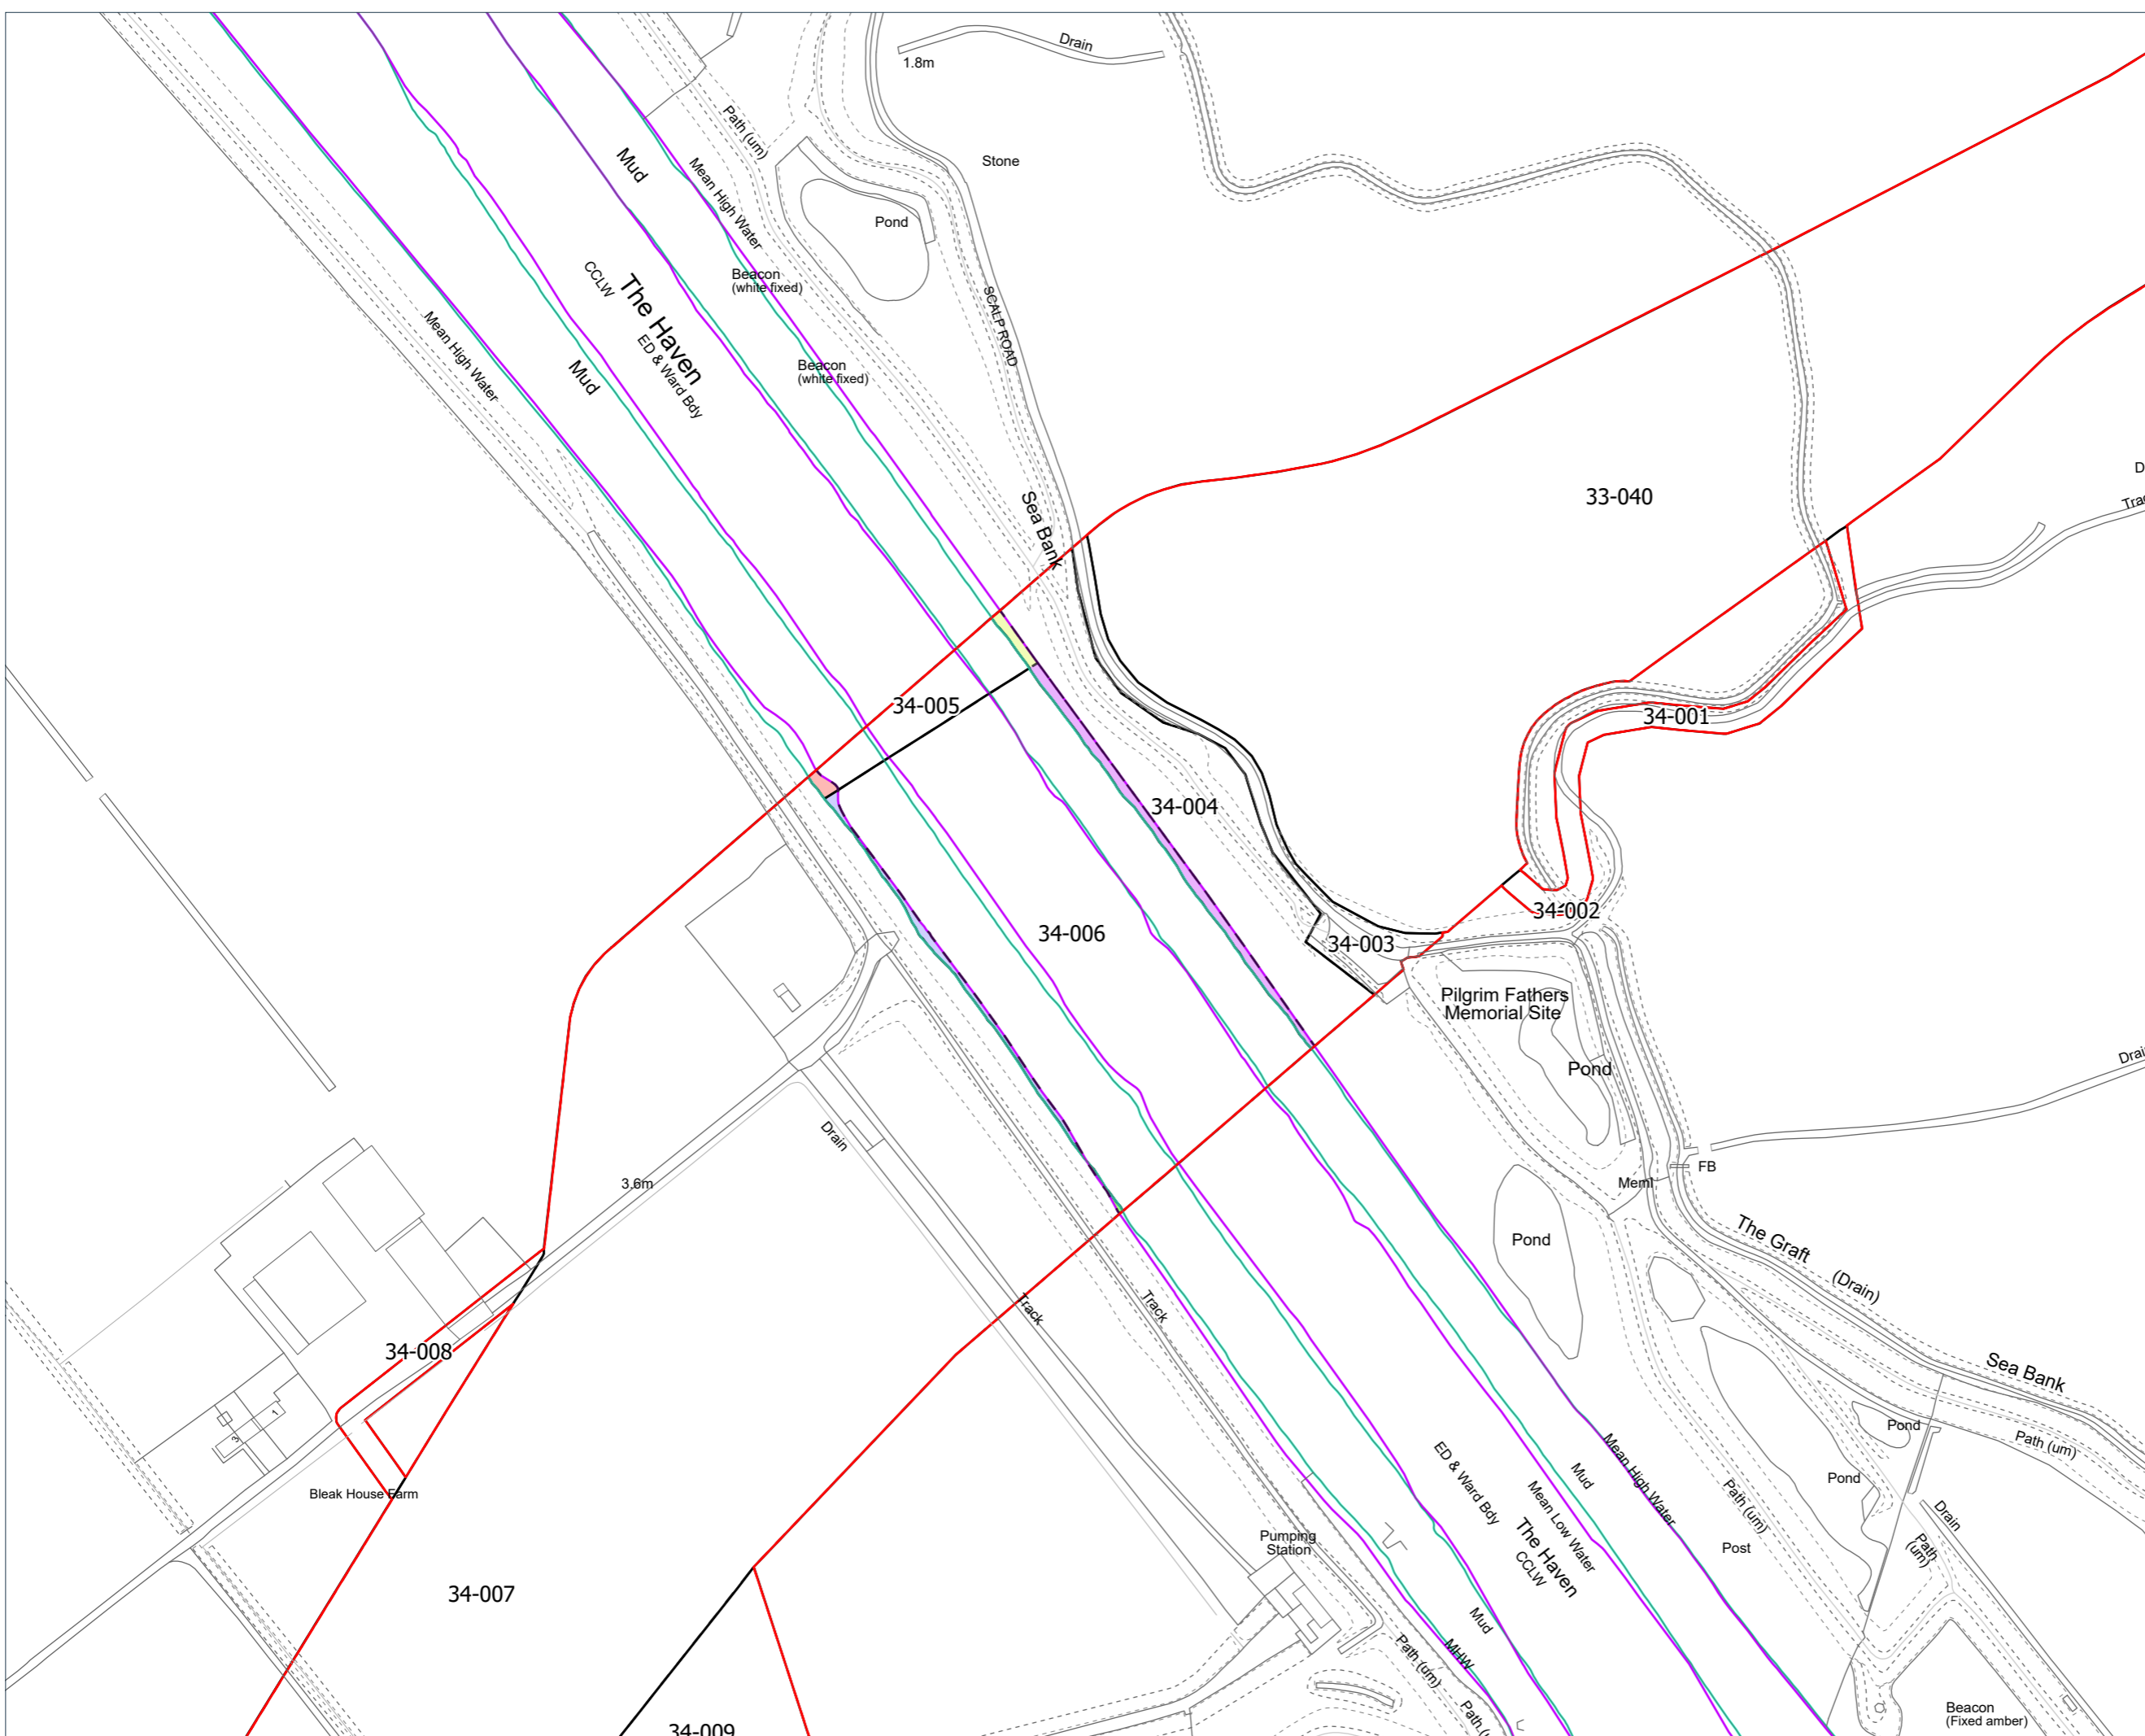 Drain
1.8m
Path (um)
Stone
Mud
Mean High Water
Pond
Beacon
(white fixed)
CCLW
The Haven
ED & Ward Bdy
SCALP ROAD
Mean High Water
Mud
Beacon
(white fixed)
Sea Bank
33-040
34-005
34-001
34-004
34-002
34-006
34-003
Pilgrim Fathers
Memorial Site
Pond
Drain
3.6m
FB
Meml
Pond
The Graft
(Drain)
Track
Track
34-008
Sea Bank
1
3
Bleak House Farm
Pond
Path (um)
Pond
ED & Ward Bdy
Mud
Mean High Water
Mean Low Water
The Haven
CCLW
Path (um)
Drain
Path
(um)
Post
Pumping
Station
34-007
Mud
MHW
Path (um)
Beacon
(Fixed amber)
34-009